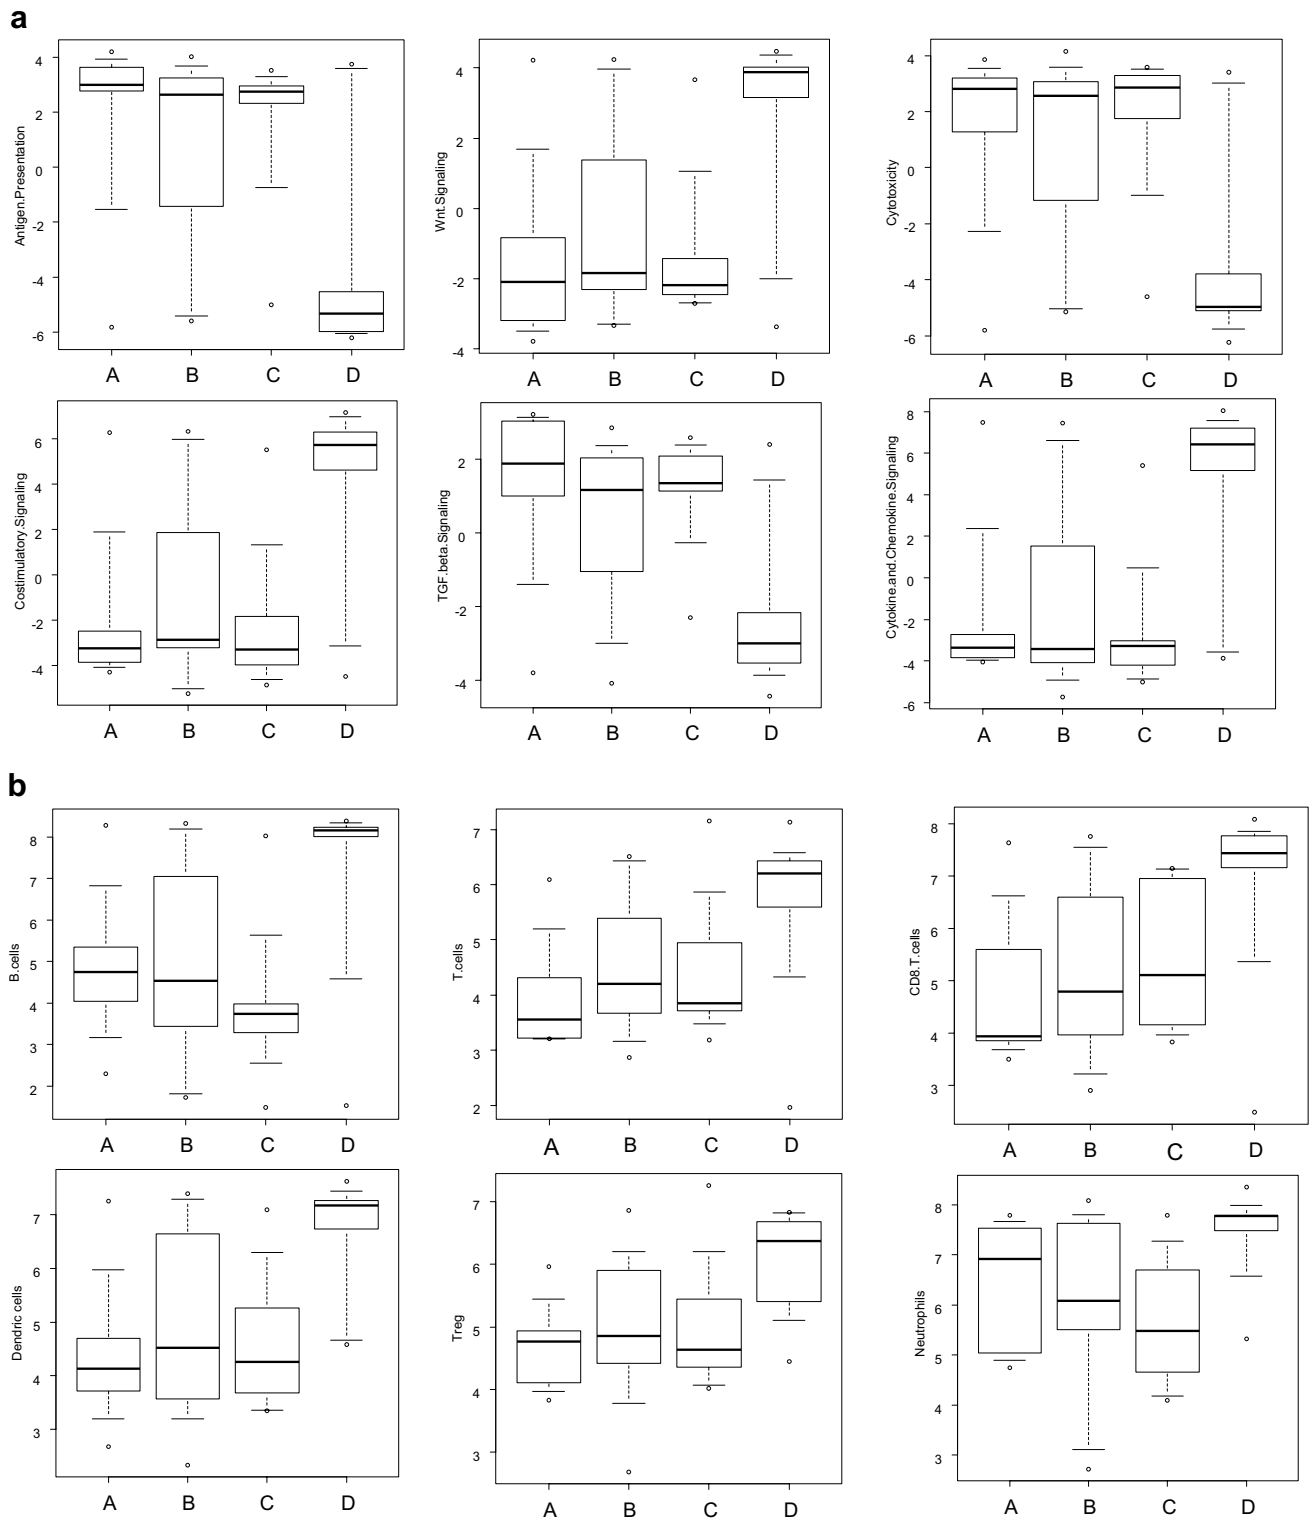 a
Antigen.Presentation
4
2
0
-2
-4
-6
A B C D
Wnt.Signaling
4
2
0
-2
-4
A B C D
Cytotoxicity
4
2
0
-2
-4
-6
A B C D
Costimulatory.Signaling
6
4
2
0
-2
-4
A B C D
TGF.beta.Signaling
2
0
-2
-4
A B C D
Cytokine.and.Chemokine.Signaling
8
6
4
2
0
-2
-4
-6
A B C D
b
B.cells
8
7
6
5
4
3
2
A B C D
T.cells
7
6
5
4
3
2
A B C D
CD8.T.cells
8
7
6
5
4
3
A B C D
Dendric cells
7
6
5
4
3
A B C D
Treg
7
6
5
4
3
A B C D
Neutrophils
8
7
6
5
4
3
A B C D